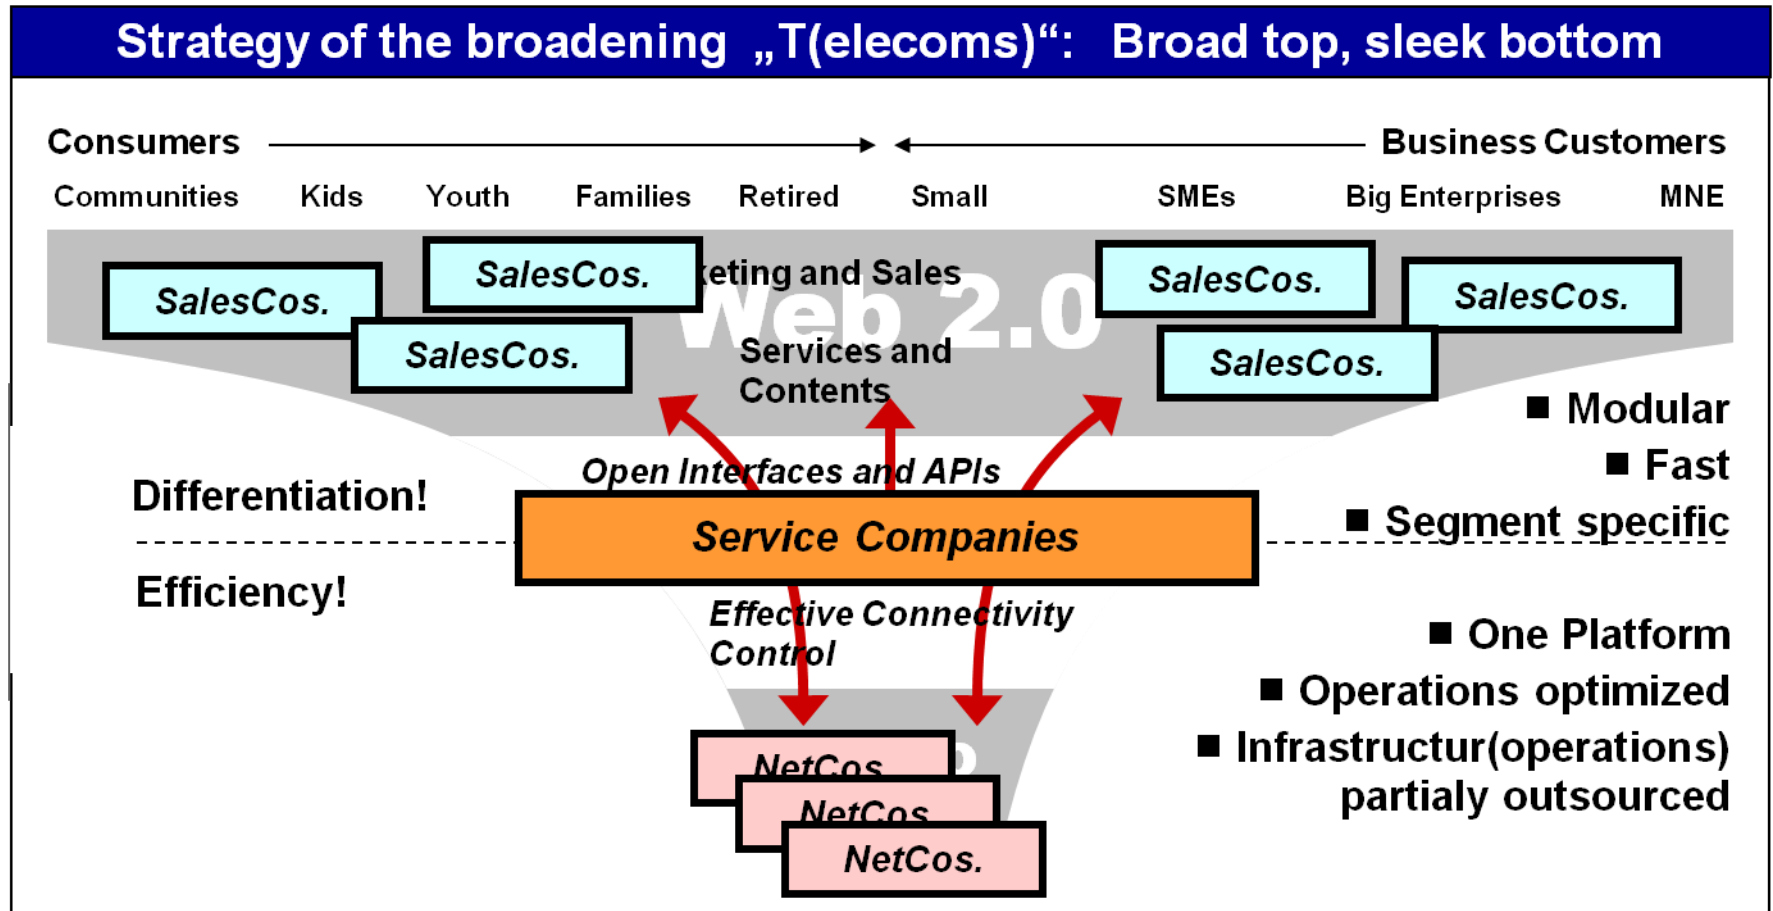 Strategy of the broadening „T(elecoms)“: Broad top, sleek bottom
Consumers
Business Customers
Communities Kids Youth Families Retired Small SMEs Big Enterprises MNE
SalesCos.
SalesCos.
SalesCos.
keting and Sales
Web 2.0
Services and
Contents
SalesCos.
SalesCos.
SalesCos.
■ Modular
■ Fast
■ Segment specific
Open Interfaces and APIs
Differentiation!
Service Companies
Efficiency!
Effective Connectivity
Control
■ One Platform
■ Operations optimized
■ Infrastructur(operations)
partialy outsourced
NetCos
NetCos
NetCos.